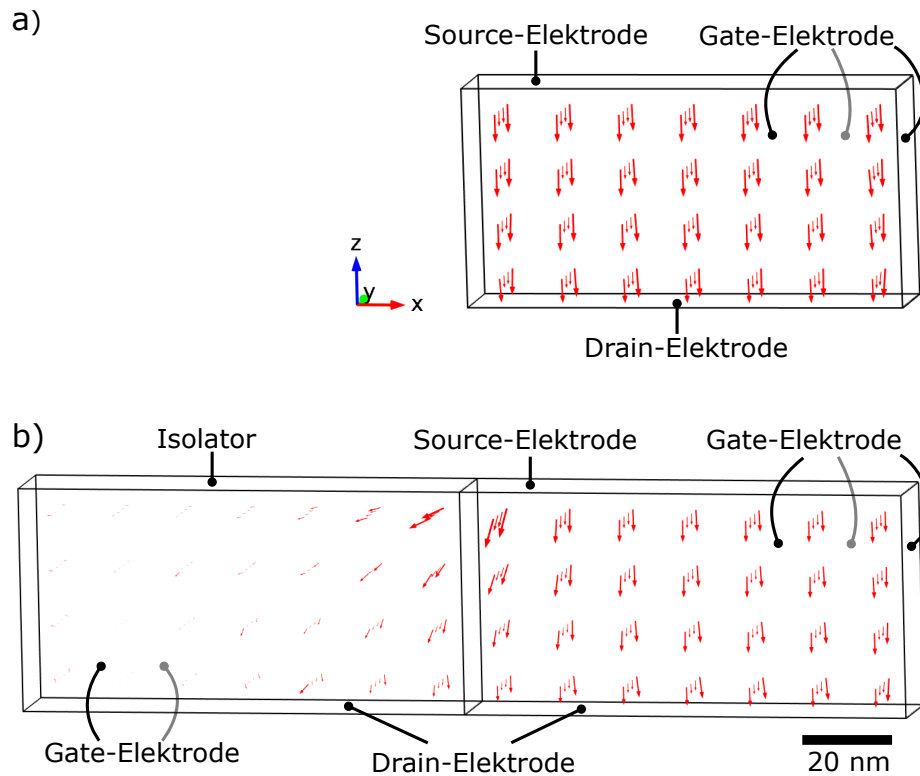 a)
Source-Elektrode
Gate-Elektrode
z
y
x
Drain-Elektrode
b)
Isolator
Source-Elektrode
Gate-Elektrode
Gate-Elektrode
Drain-Elektrode
20 nm